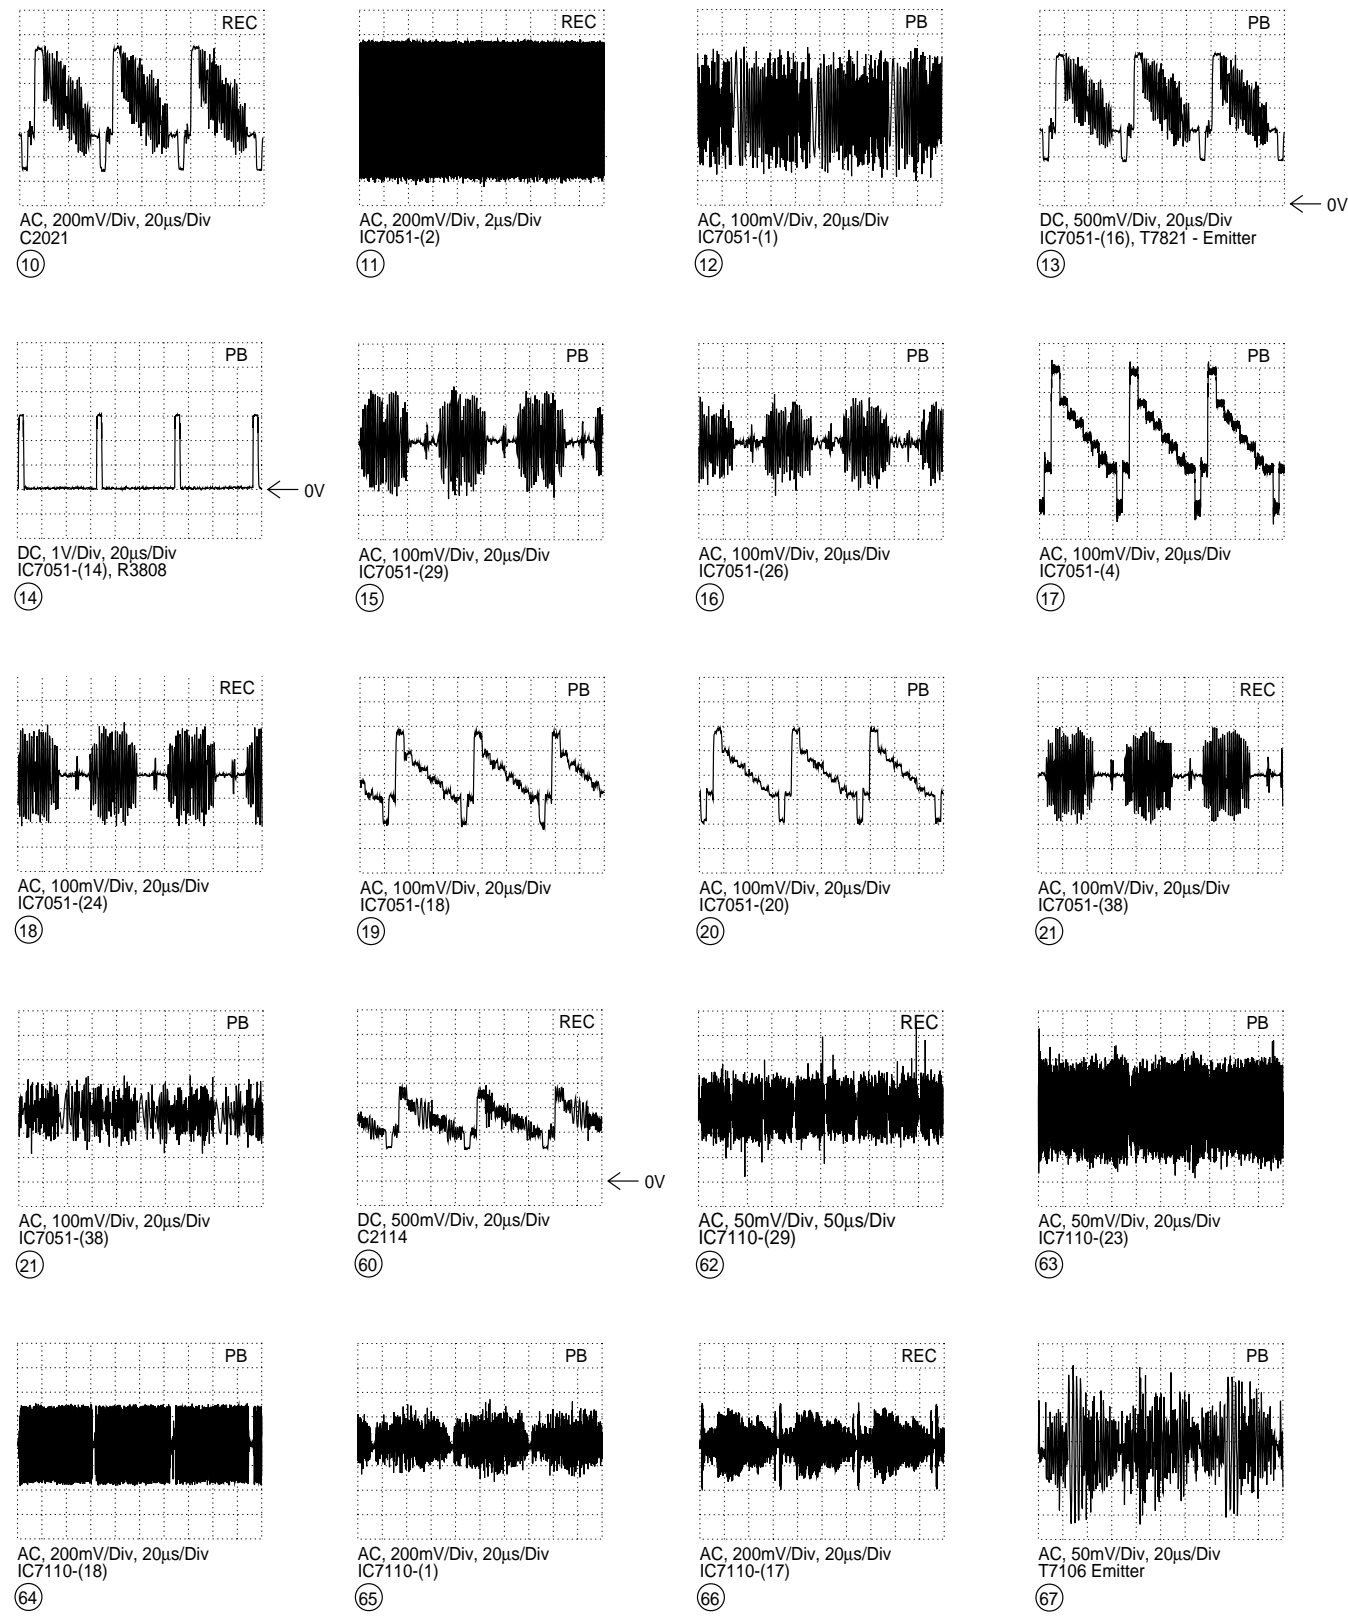 REC
AC, 200mV/Div, 20µs/Div
C2021
10
REC
AC, 200mV/Div, 2µs/Div
IC7051-(2)
11
PB
AC, 100mV/Div, 20µs/Div
IC7051-(1)
12
PB
0V
DC, 500mV/Div, 20µs/Div
IC7051-(16), T7821 - Emitter
13
PB
0V
DC, 1V/Div, 20µs/Div
IC7051-(14), R3808
14
PB
AC, 100mV/Div, 20µs/Div
IC7051-(29)
15
PB
AC, 100mV/Div, 20µs/Div
IC7051-(26)
16
PB
AC, 100mV/Div, 20µs/Div
IC7051-(4)
17
REC
AC, 100mV/Div, 20µs/Div
IC7051-(24)
18
PB
AC, 100mV/Div, 20µs/Div
IC7051-(18)
19
PB
AC, 100mV/Div, 20µs/Div
IC7051-(20)
20
REC
AC, 100mV/Div, 20µs/Div
IC7051-(38)
21
PB
AC, 100mV/Div, 20µs/Div
IC7051-(38)
21
REC
0V
DC, 500mV/Div, 20µs/Div
C2114
60
REC
AC, 50mV/Div, 50µs/Div
IC7110-(29)
62
PB
AC, 50mV/Div, 20µs/Div
IC7110-(23)
63
PB
AC, 200mV/Div, 20µs/Div
IC7110-(18)
64
PB
AC, 200mV/Div, 20µs/Div
IC7110-(1)
65
REC
AC, 200mV/Div, 20µs/Div
IC7110-(17)
66
PB
AC, 50mV/Div, 20µs/Div
T7106 Emitter
67